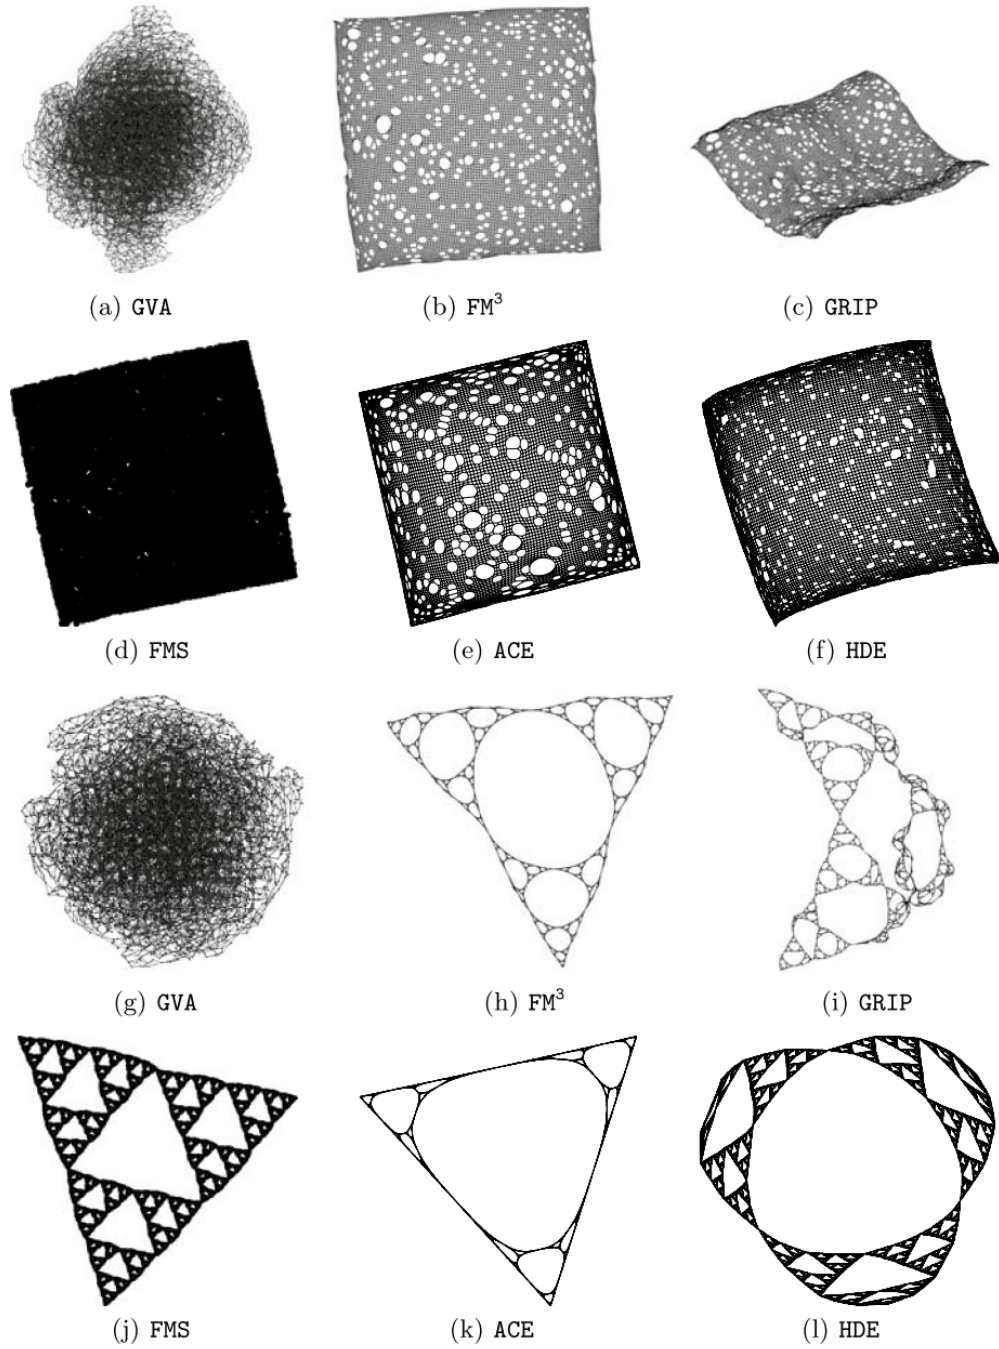 (a) GVA (b) FM³ (c) GRIP
(d) FMS (e) ACE (f) HDE
(g) GVA (h) FM³ (i) GRIP
(j) FMS (k) ACE (l) HDE